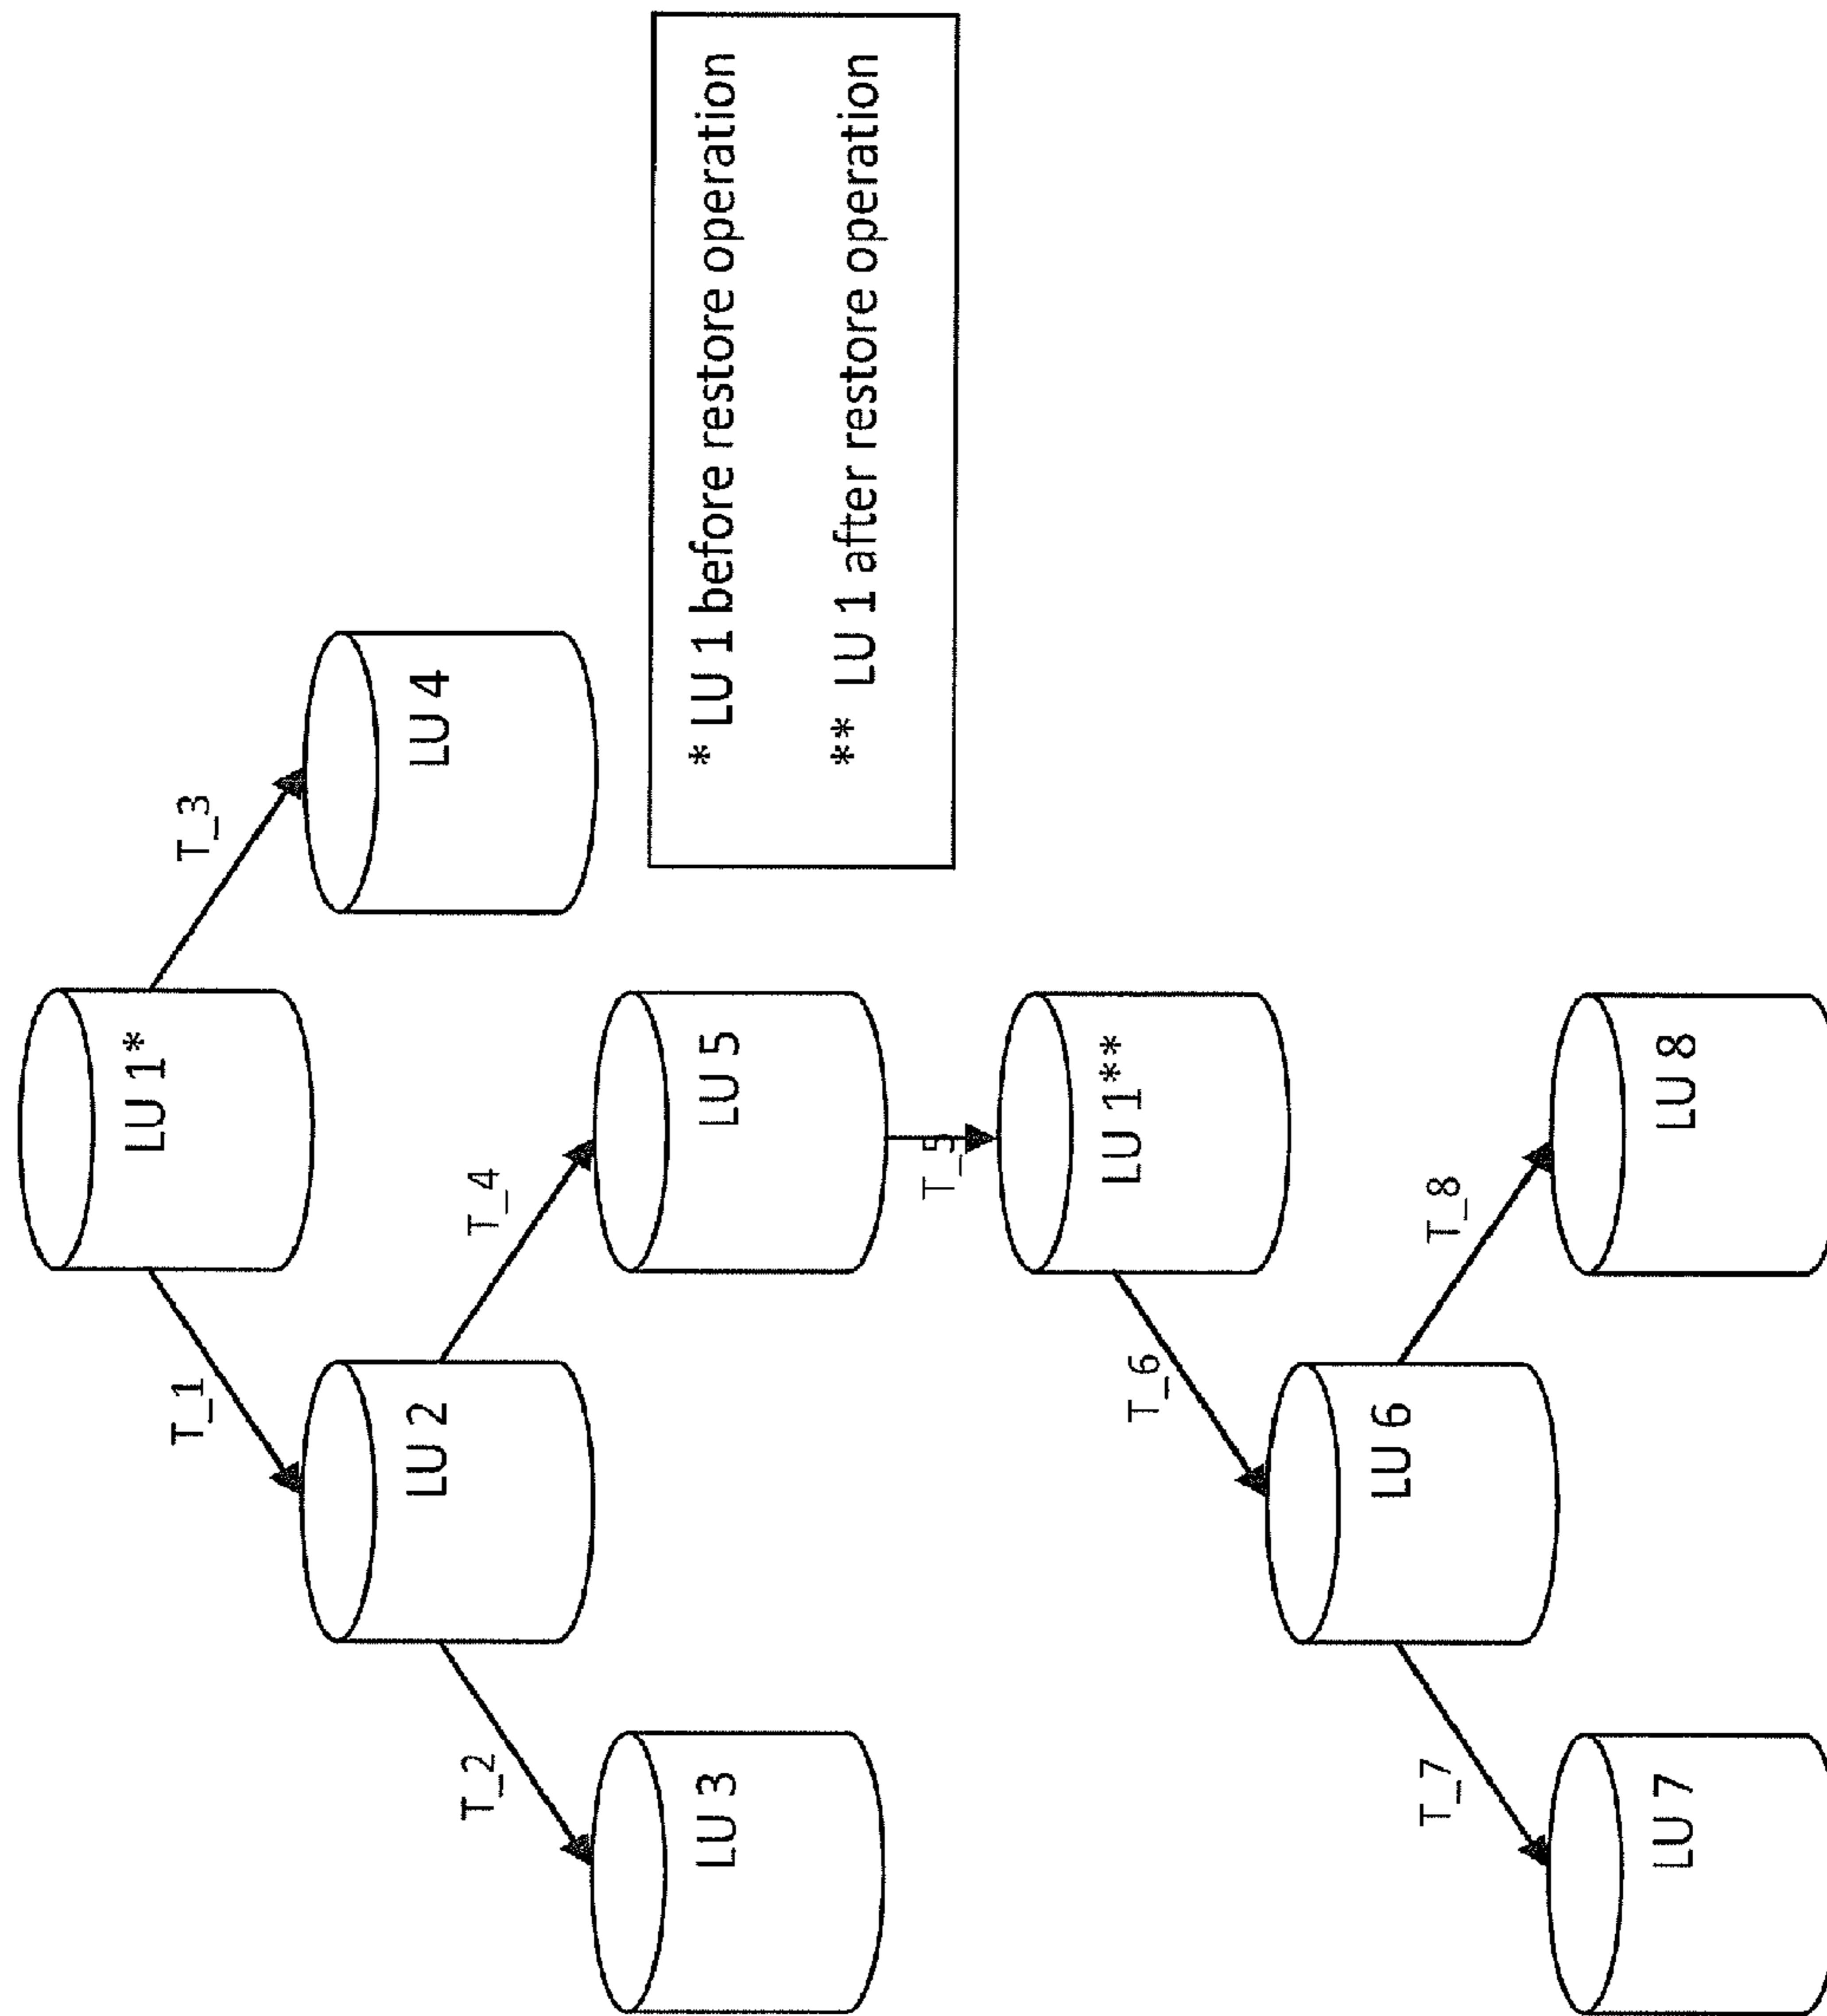 LU 1*
T_1
T_3
LU 2
LU 4
T_2
T_4
LU 3
LU 5
* LU 1 before restore operation
** LU 1 after restore operation
T_5
LU 1**
T_6
LU 6
T_7
T_8
LU 7
LU 8